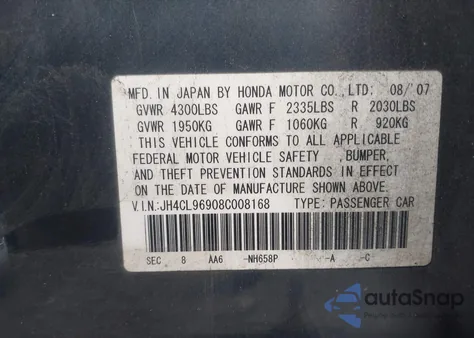 MFD. IN JAPAN BY HONDA MOTOR CO., LTD: 08/'07
GVWR 4300LBS GAWR F 2335LBS R 2030LBS
GVWR 1950KG GAWR F 1060KG R 920KG
THIS VEHICLE CONFORMS TO ALL APPLICABLE
FEDERAL MOTOR VEHICLE SAFETY ,BUMPER,
AND THEFT PREVENTION STANDARDS IN EFFECT
ON THE DATE OF MANUFACTURE SHOWN ABOVE.
V.I.N.:JH4CL96908C008168 TYPE: PASSENGER CAR
SEC 8 AA6 -NH658P -A -C
autoSnap